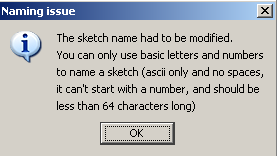 Naming issue
The sketch name had to be modified.
You can only use basic letters and numbers
to name a sketch (ascii only and no spaces,
it can't start with a number, and should be
less than 64 characters long)
OK